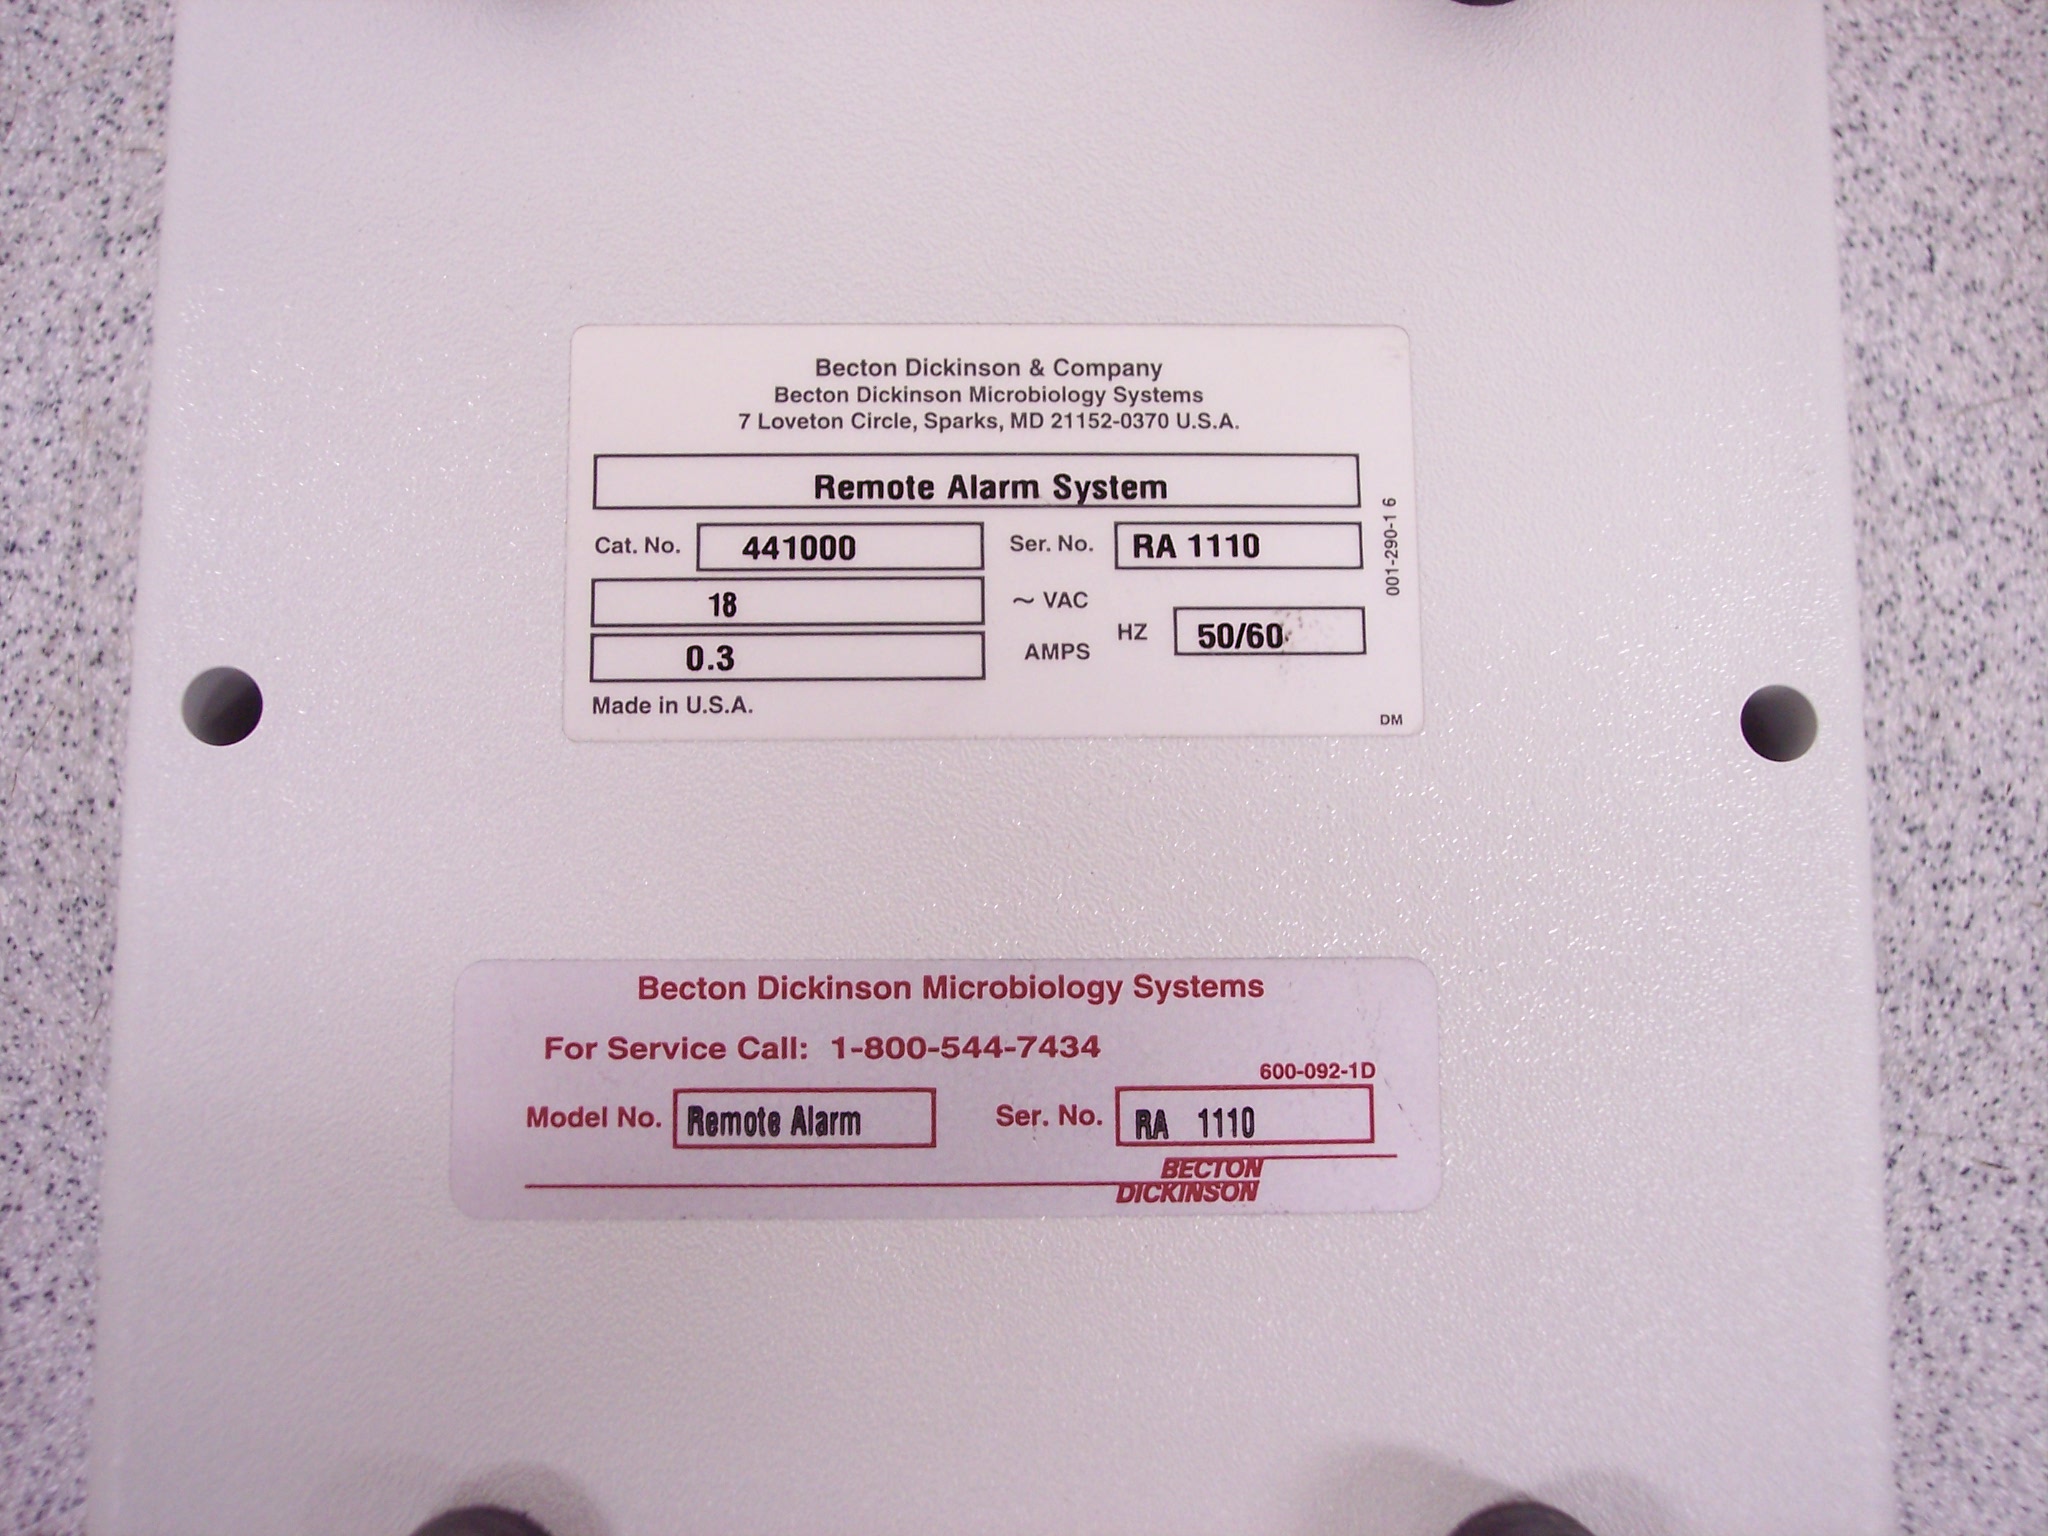 Becton Dickinson & Company
Becton Dickinson Microbiology Systems
7 Loveton Circle, Sparks, MD 21152-0370 U.S.A.
Remote Alarm System
Cat. No. 441000 Ser. No. RA 1110
18 ~ VAC
HZ 50/60
0.3 AMPS
Made in U.S.A.
001-290-1 6
DM
Becton Dickinson Microbiology Systems
For Service Call: 1-800-544-7434
600-092-1D
Model No. Remote Alarm Ser. No. RA 1110
BECTON
DICKINSON